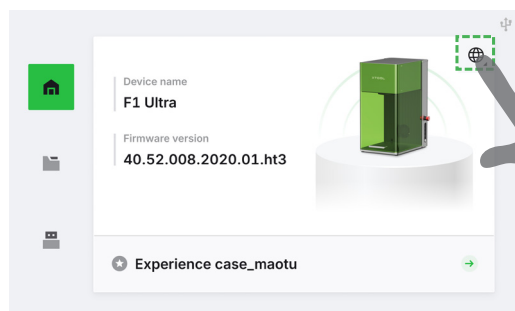 Device name
F1 Ultra
Firmware version
40.52.008.2020.01.ht3
Experience case_maotu